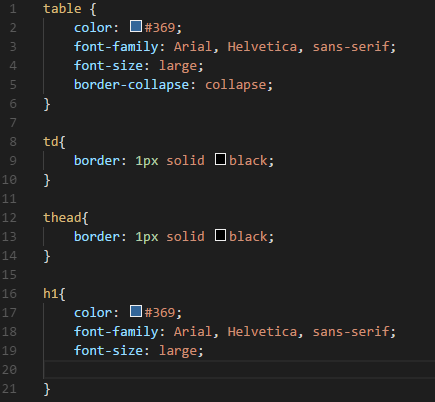 1 table {
2     color: #369;
3     font-family: Arial, Helvetica, sans-serif;
4     font-size: large;
5     border-collapse: collapse;
6 }
7
8 td{
9     border: 1px solid black;
10 }
11
12 thead{
13     border: 1px solid black;
14 }
15
16 h1{
17     color: #369;
18     font-family: Arial, Helvetica, sans-serif;
19     font-size: large;
20
21 }